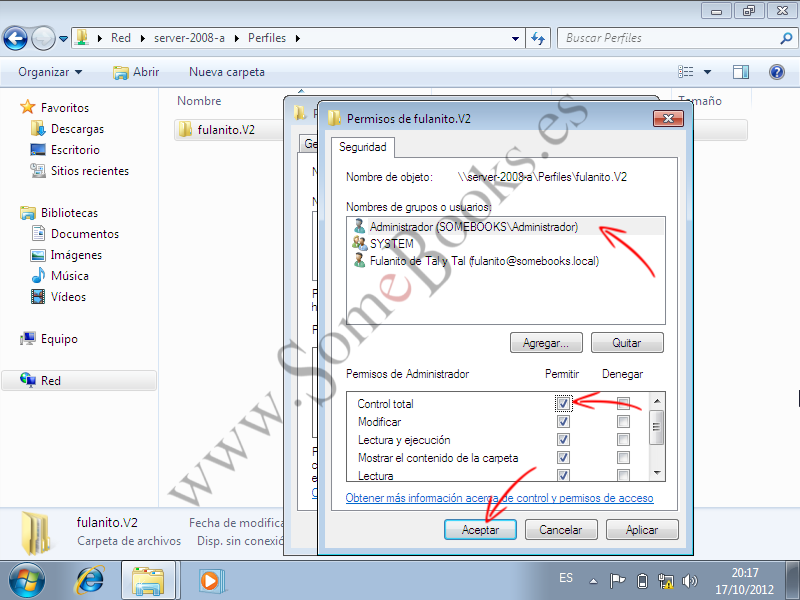 Red server-2008-a Perfiles
Buscar Perfiles
Organizar Abrir Nueva carpeta
Nombre
Favoritos
Descargas
Escritorio
Sitios recientes
Bibliotecas
Documentos
Imágenes
Música
Vídeos
Equipo
Red
fulanito.V2
Permisos de fulanito.V2
Seguridad
Nombre de objeto: \\server-2008-a\Perfiles\fulanito.V2
Nombres de grupos o usuarios:
Administrador (SOMEBOOKS\Administrador)
SYSTEM
Fulanito de Tal y Tal (fulanito@somebooks.local)
Agregar... Quitar
Permisos de Administrador Permitir Denegar
Control total
Modificar
Lectura y ejecución
Mostrar el contenido de la carpeta
Lectura
Obtener más información acerca de control y permisos de acceso
Aceptar Cancelar Aplicar
fulanito.V2 Fecha de modifica
Carpeta de archivos Disp. sin conexió
ES
20:17
17/10/2012
www.SomeBooks.es